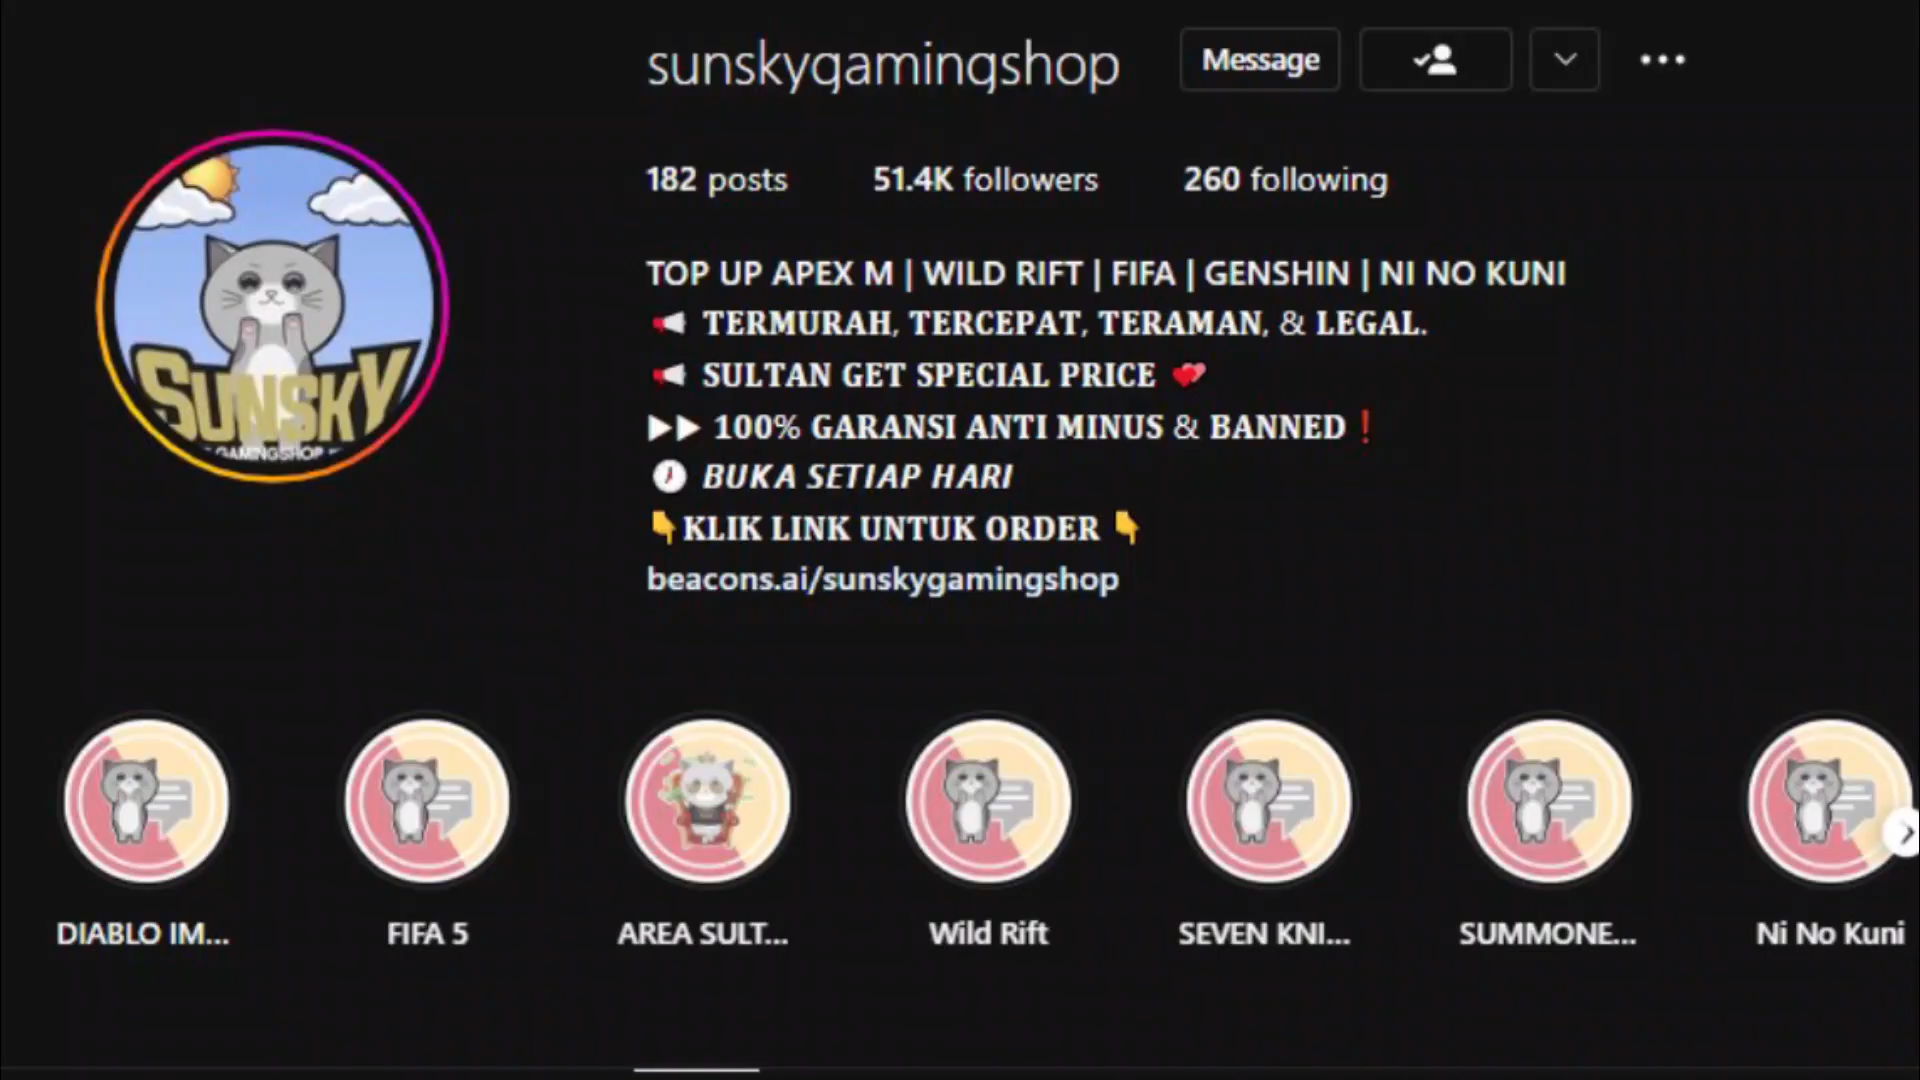 sunskygamingshop
Message
182 posts
51.4K followers
260 following
TOP UP APEX M | WILD RIFT | FIFA | GENSHIN | NI NO KUNI
TERMURAH, TERCEPAT, TERAMAN, & LEGAL.
SULTAN GET SPECIAL PRICE
100% GARANSI ANTI MINUS & BANNED❗
BUKA SETIAP HARI
KLIK LINK UNTUK ORDER
beacons.ai/sunskygamingshop
SUNSKY
GAMINGSHOP
DIABLO IM...
FIFA 5
AREA SULT...
Wild Rift
SEVEN KNI...
SUMMONE...
Ni No Kuni